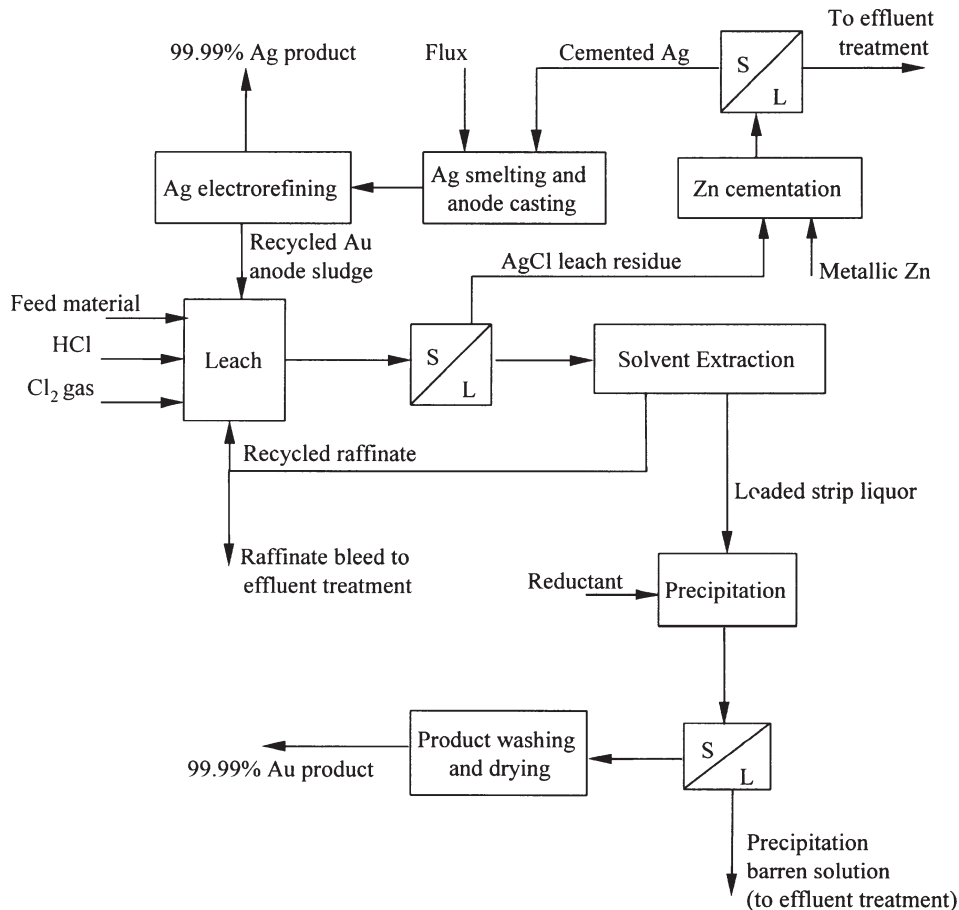 To effluent
treatment
99.99% Ag product
Flux
Cemented Ag
S
L
Ag electrorefining
Ag smelting and
anode casting
Zn cementation
Recycled Au
anode sludge
AgCl leach residue
Metallic Zn
Feed material
HCl
Cl2 gas
Leach
S
L
Solvent Extraction
Recycled raffinate
Loaded strip liquor
Raffinate bleed to
effluent treatment
Reductant
Precipitation
Product washing
and drying
S
L
99.99% Au product
Precipitation
barren solution
(to effluent treatment)